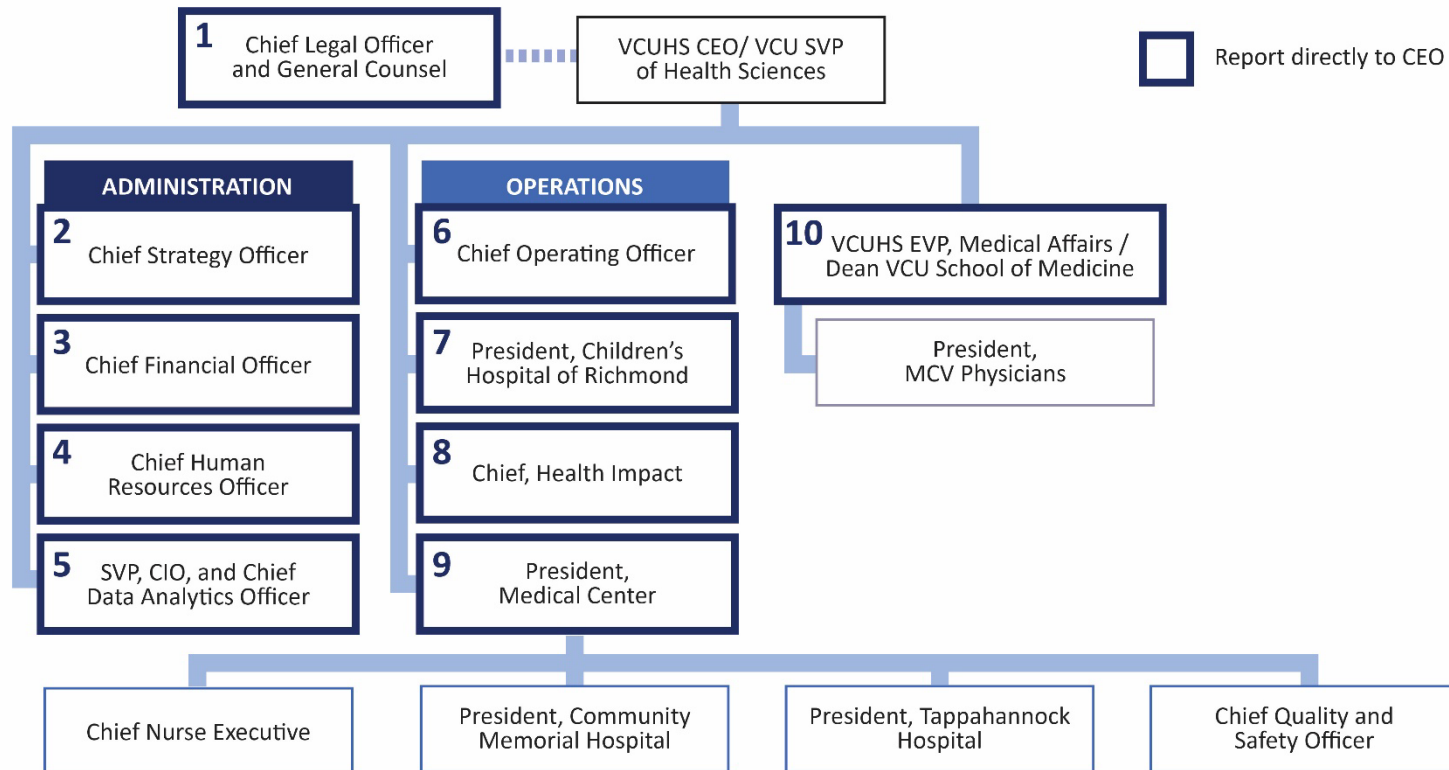 1
Chief Legal Officer
and General Counsel
VCUHS CEO/ VCU SVP
of Health Sciences
Report directly to CEO
ADMINISTRATION
2
Chief Strategy Officer
3
Chief Financial Officer
4
Chief Human
Resources Officer
5
SVP, CIO, and Chief
Data Analytics Officer
OPERATIONS
6
Chief Operating Officer
7
President, Children's
Hospital of Richmond
8
Chief, Health Impact
9
President,
Medical Center
10
VCUHS EVP, Medical Affairs /
Dean VCU School of Medicine
President,
MCV Physicians
Chief Nurse Executive
President, Community
Memorial Hospital
President, Tappahannock
Hospital
Chief Quality and
Safety Officer